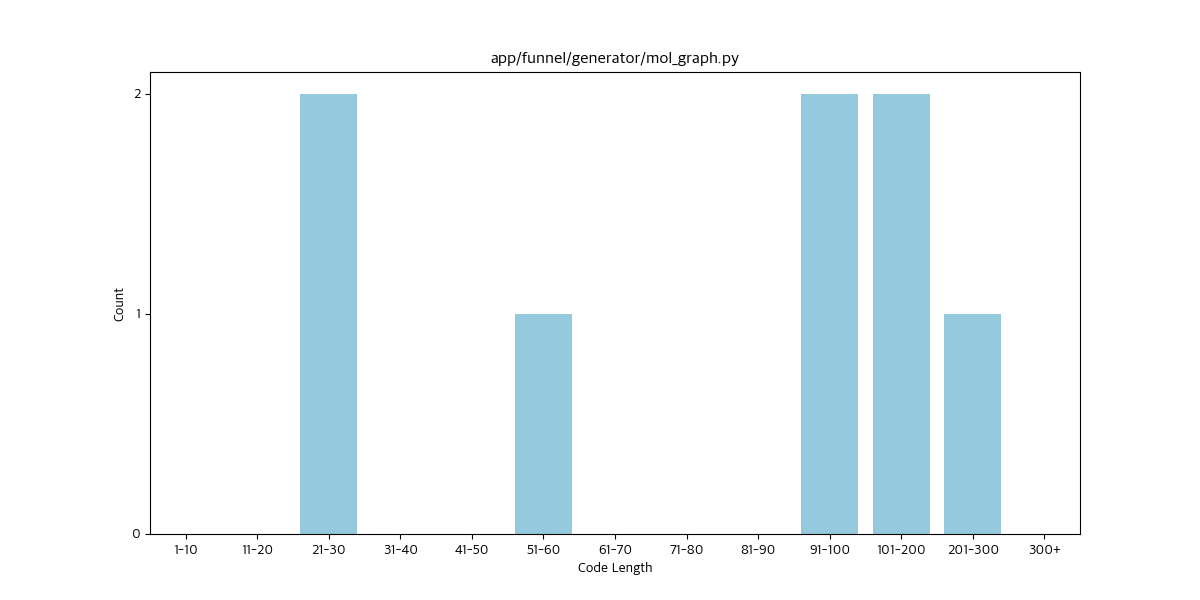 app/funnel/generator/mol_graph.py
2
1
0
Count
1-10 11-20 21-30 31-40 41-50 51-60 61-70 71-80 81-90 91-100 101-200 201-300 300+
Code Length